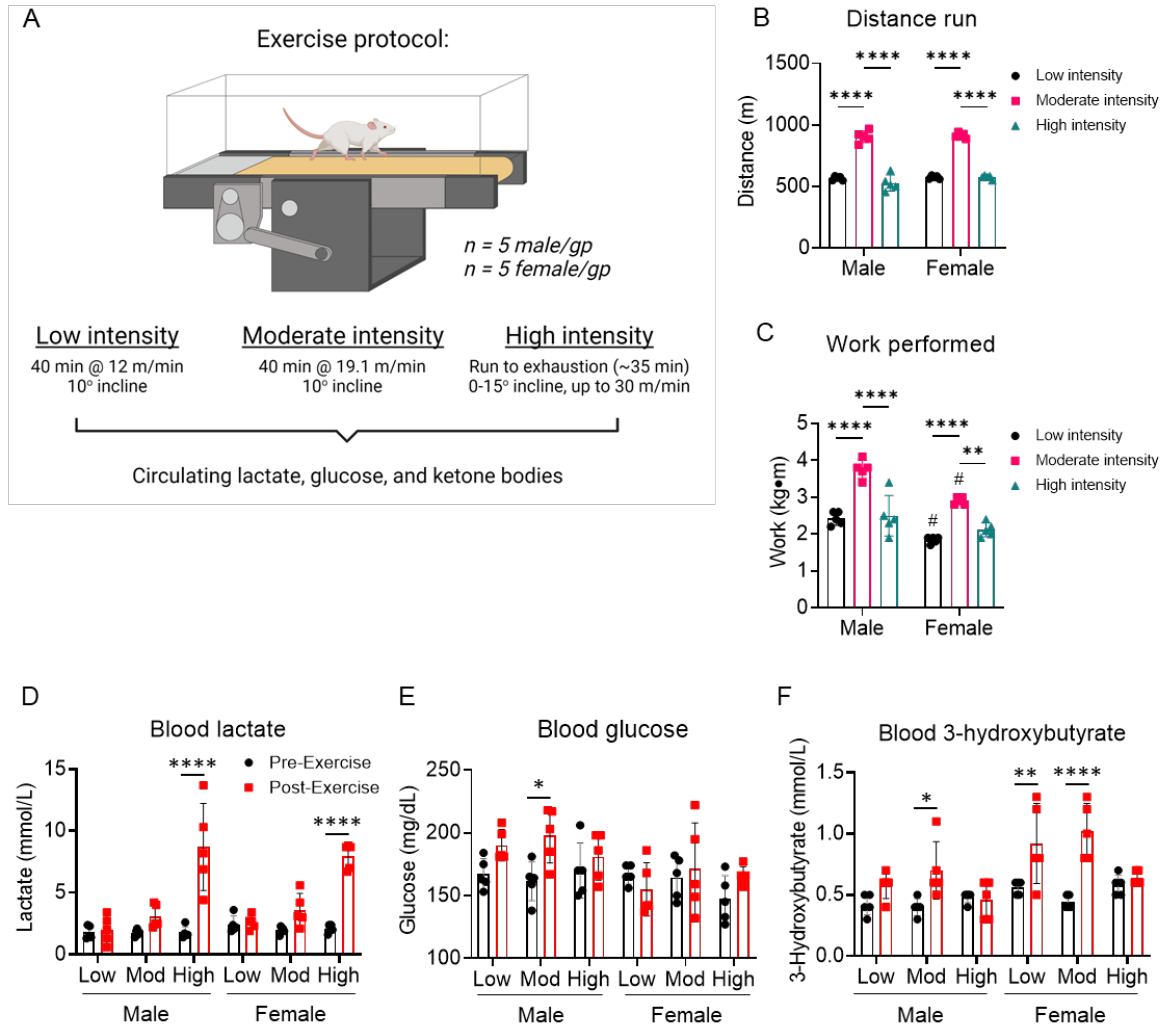 A
Exercise protocol:
n = 5 male/gp
n = 5 female/gp
Low intensity
40 min @ 12 m/min
10° incline
Moderate intensity
40 min @ 19.1 m/min
10° incline
High intensity
Run to exhaustion (~35 min)
0-15° incline, up to 30 m/min
Circulating lactate, glucose, and ketone bodies
B
Distance run
Distance (m)
1500
1000
500
0
****
****
****
****
Male
Female
Low intensity
Moderate intensity
High intensity
C
Work performed
Work (kg•m)
5
4
3
2
1
0
****
****
****
**
#
#
Male
Female
Low intensity
Moderate intensity
High intensity
D
Blood lactate
Lactate (mmol/L)
15
10
5
0
****
****
Pre-Exercise
Post-Exercise
Low Mod High Low Mod High
Male Female
E
Blood glucose
Glucose (mg/dL)
250
200
150
100
*
Low Mod High Low Mod High
Male Female
F
Blood 3-hydroxybutyrate
3-Hydroxybutyrate (mmol/L)
1.5
1.0
0.5
0.0
*
**
****
Low Mod High Low Mod High
Male Female